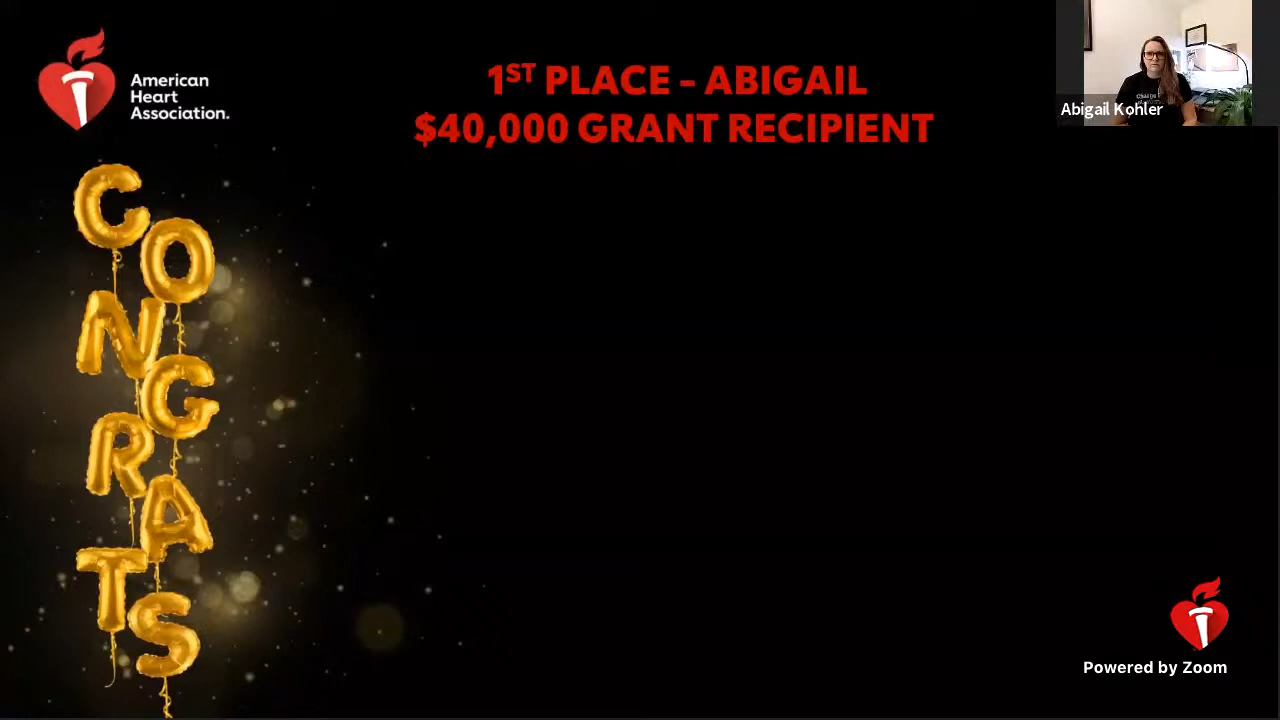 American
Heart
Association.
1ST PLACE – ABIGAIL
$40,000 GRANT RECIPIENT
Abigail Kohler
CONGRATS
Powered by Zoom